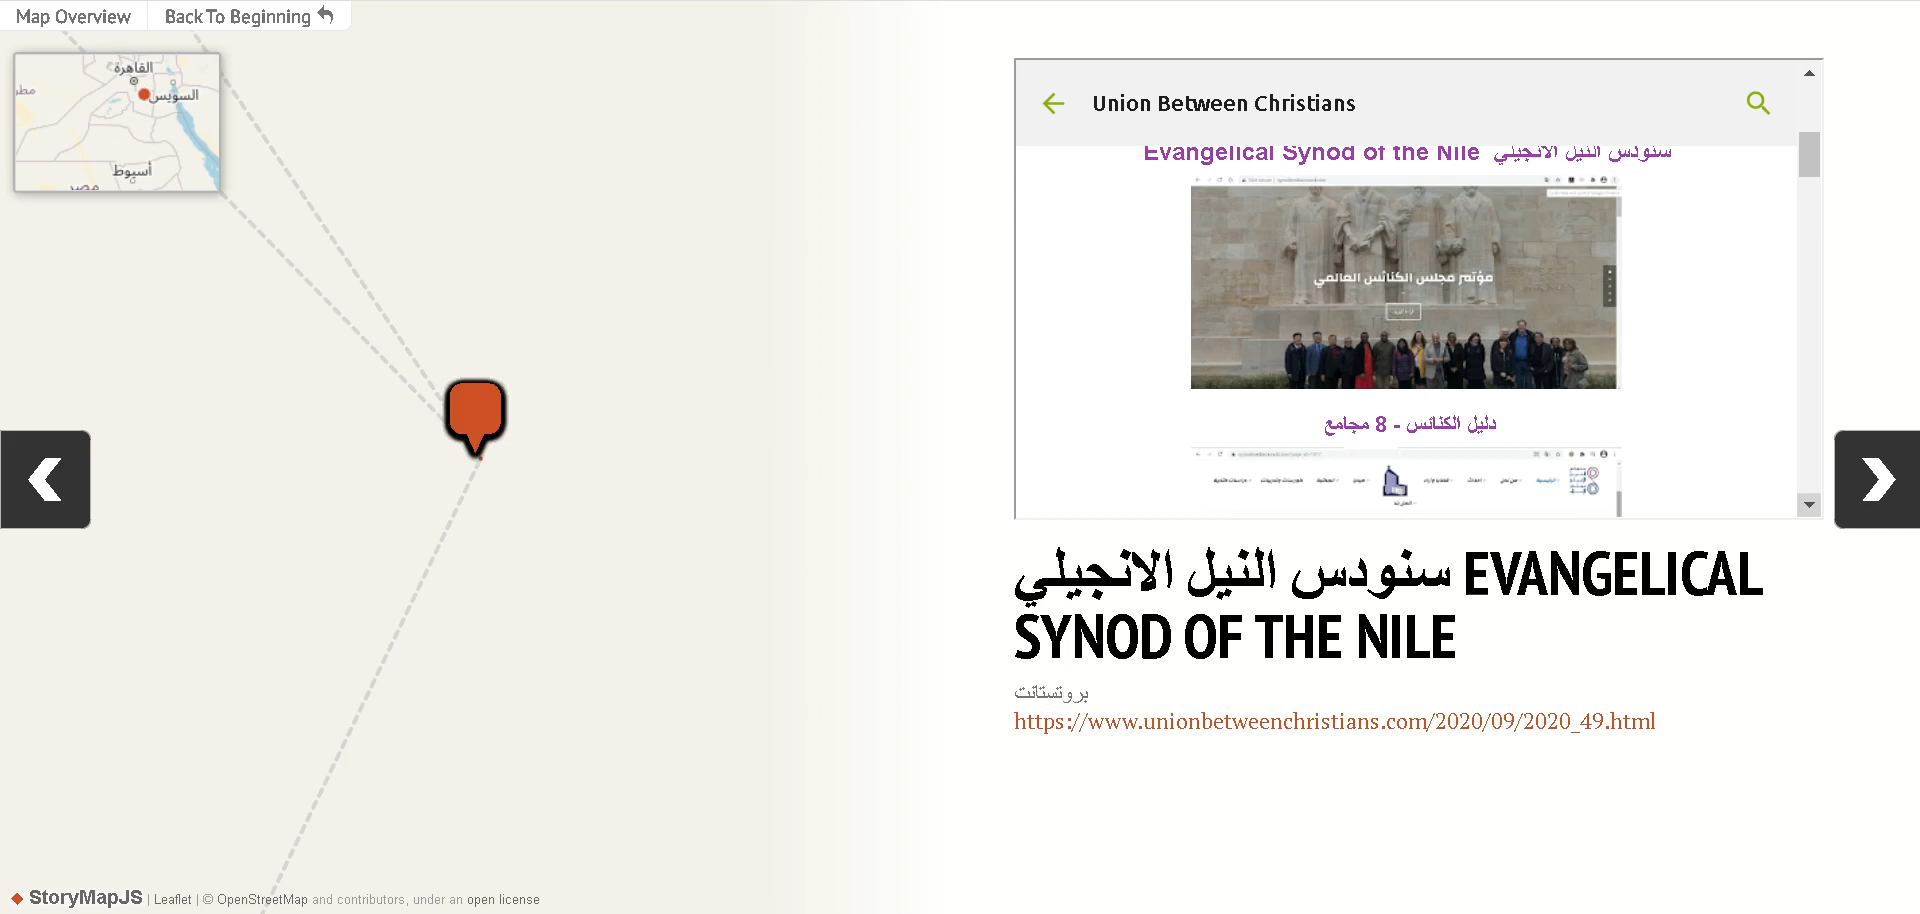 Map Overview
Back To Beginning
القاهرة
السويس
مطر
أسيوط
مصر
Union Between Christians
Evangelical Synod of the Nile سنودس النيل الانجيلي
مؤتمر مجلس الكنائس العالمي
دليل الكنائس - 8 مجامع
سنودس النيل الانجيلي EVANGELICAL
SYNOD OF THE NILE
بروتستانت
https://www.unionbetweenchristians.com/2020/09/2020_49.html
StoryMapJS | Leaflet | © OpenStreetMap and contributors, under an open license